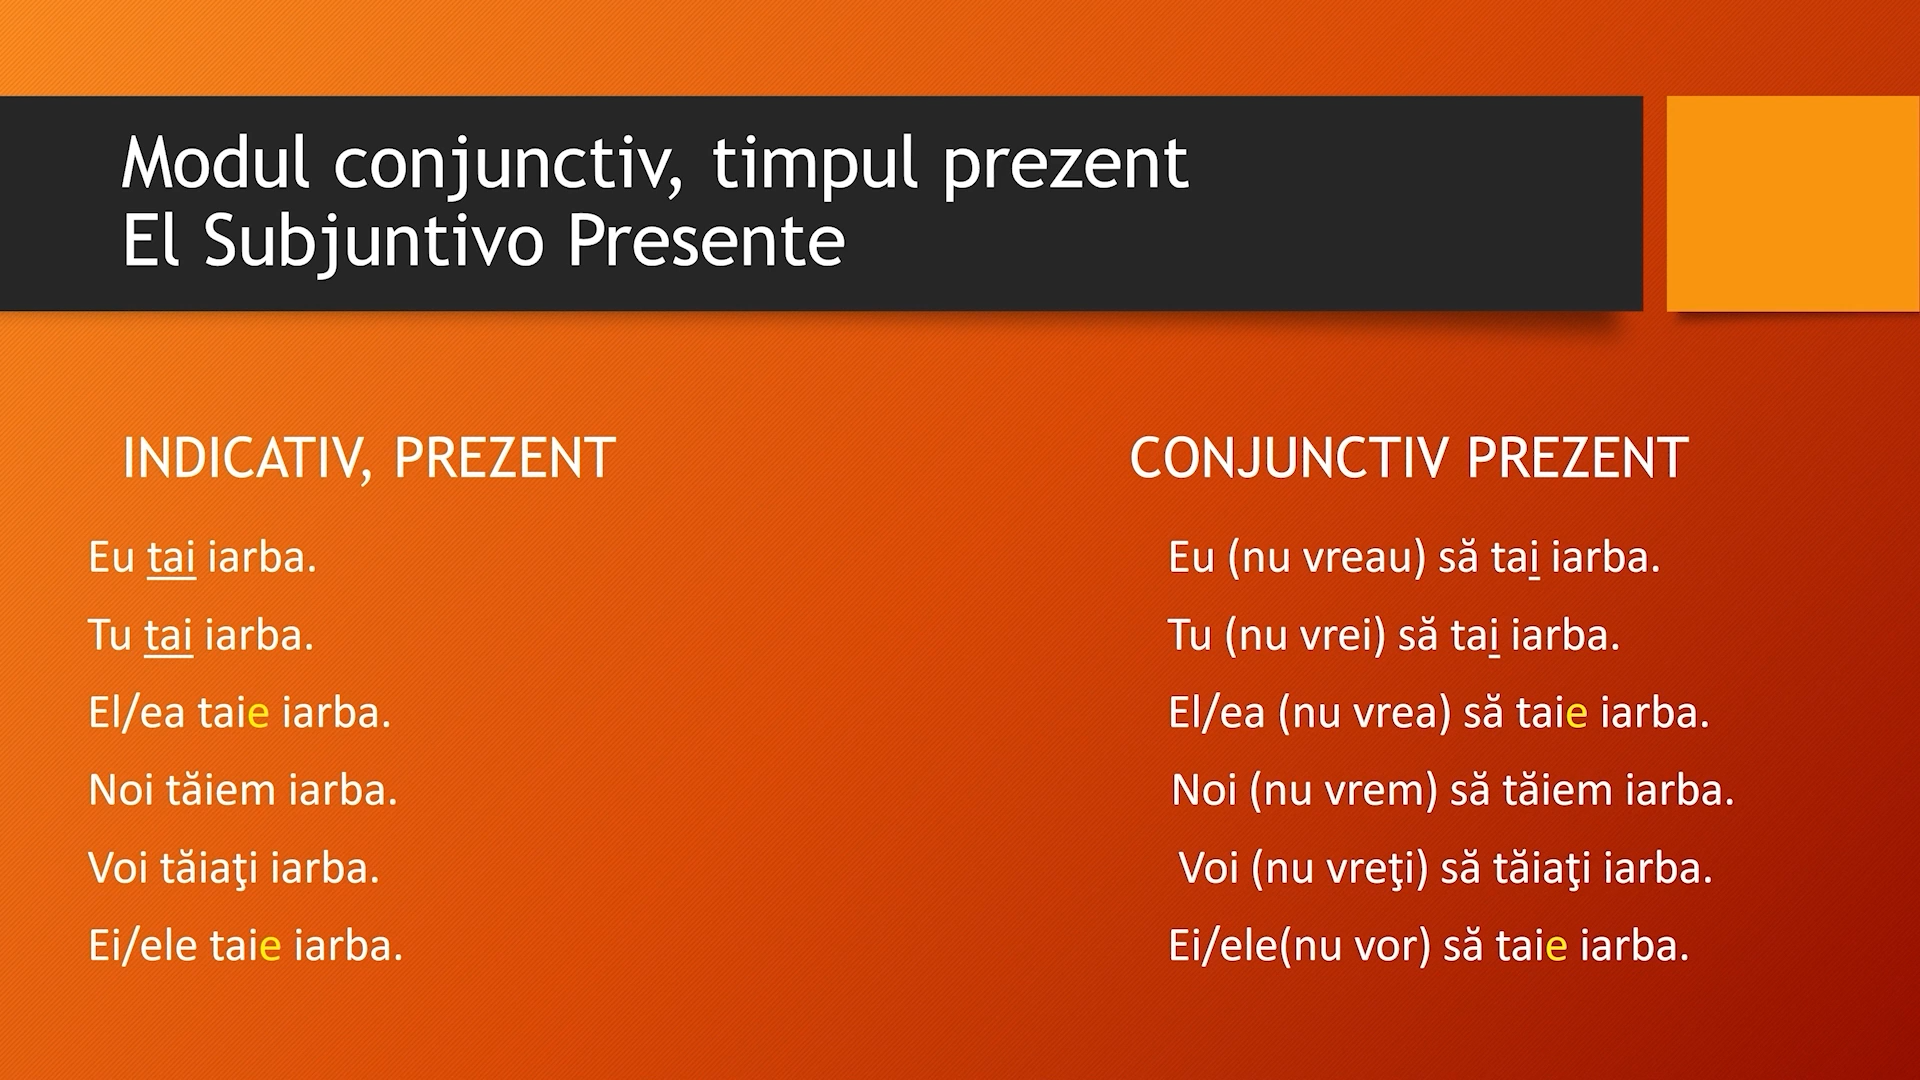 Modul conjunctiv, timpul prezent
El Subjuntivo Presente
INDICATIV, PREZENT
Eu tai iarba.
Tu tai iarba.
El/ea taie iarba.
Noi tăiem iarba.
Voi tăiaţi iarba.
Ei/ele taie iarba.
CONJUNCTIV PREZENT
Eu (nu vreau) să tai iarba.
Tu (nu vrei) să tai iarba.
El/ea (nu vrea) să taie iarba.
Noi (nu vrem) să tăiem iarba.
Voi (nu vreţi) să tăiaţi iarba.
Ei/ele(nu vor) să taie iarba.